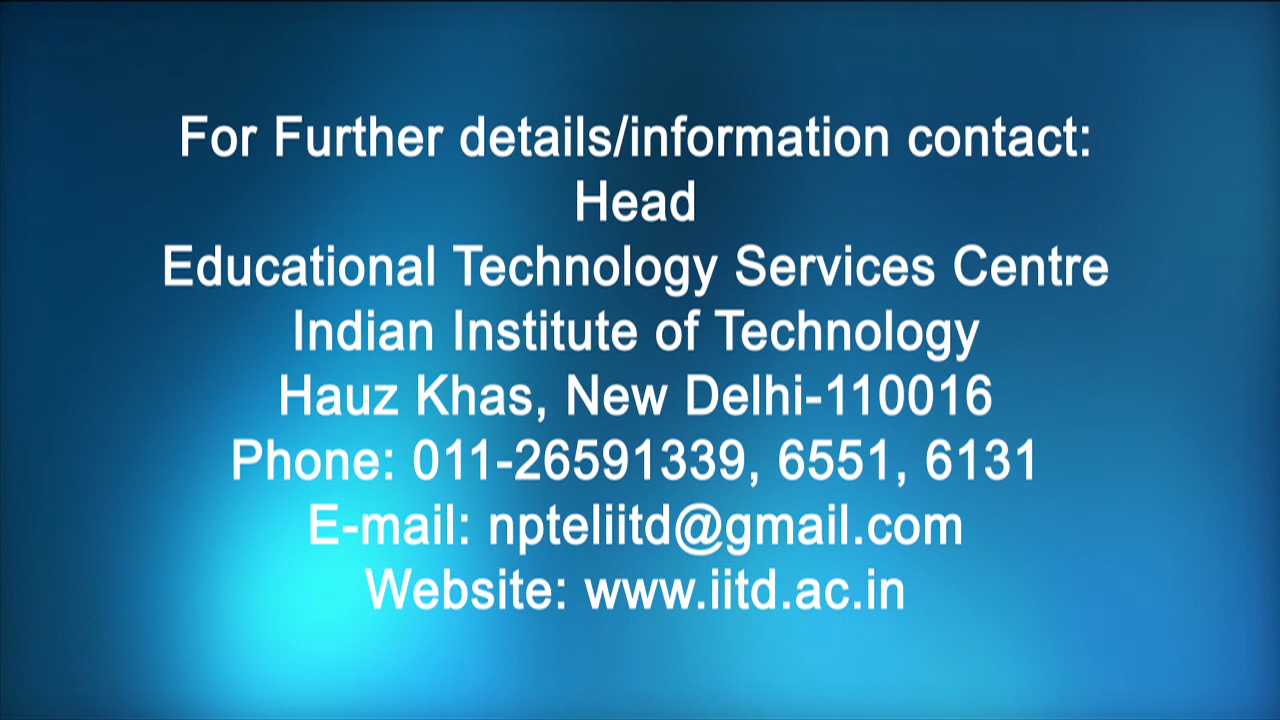 For Further details/information contact:
Head
Educational Technology Services Centre
Indian Institute of Technology
Hauz Khas, New Delhi-110016
Phone: 011-26591339, 6551, 6131
E-mail: npteliitd@gmail.com
Website: www.iitd.ac.in